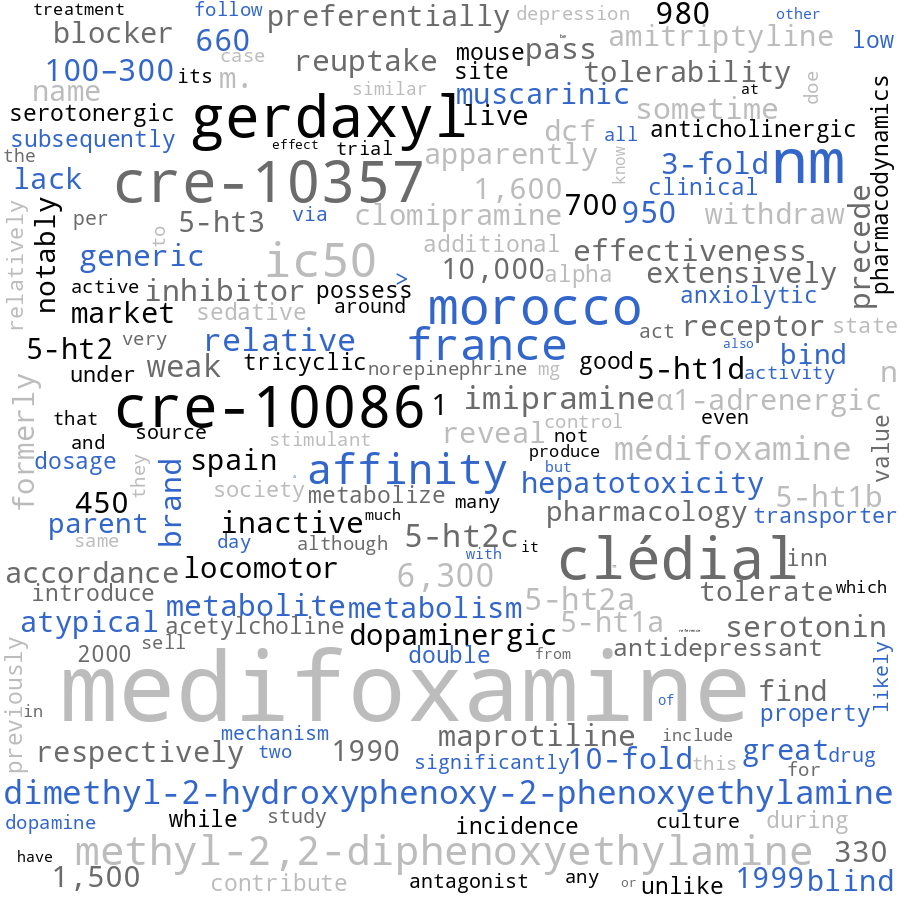 treatment
follow
preferentially
depression
980
other
blocker
660
case
reuptake
mouse
pass
amitriptyline
low
100–300
its
m.
site
tolerability
name
similar
muscarinic
at
doe
serotonergic
gerdaxyl
live
sometime
pharmacodynamics
subsequently
effect
trial
dcf
all
anticholinergic
the
apparently
know
3-fold
nm
lack
cre-10357
1,600
clinical
precede
relatively
notably
per
5-ht3
via
clomipramine
700
950
withdraw
to
generic
ic50
additional
effectiveness
10,000
alpha
extensively
active
inhibitor
possess
>
anxiolytic
market
sedative
around
morocco
act
receptor
state
5-ht2
very
relative
france
also
bind
under
weak
tricyclic
norepinephrine
mg
good
5-ht1d
activity
n
formerly
that
cre-10086
1
imipramine
α1-adrenergic
even
and
source
stimulant
reveal
control
not
value
dosage
they
brand
spain
affinity
produce
but
médifoxamine
450
society
metabolize
many
hepatotoxicity
5-ht1b
parent
inactive
much
pharmacology
transporter
same
day
although
5-ht2c
with
it
clédial
inn
accordance
locomotor
6,300
introduce
metabolite
metabolism
5-ht2a
tolerate
which
atypical
acetylcholine
dopaminergic
5-ht1a
serotonin
2000
sell
double
from
antidepressant
likely
previously
in
medifoxamine
of
find
property
mechanism
respectively
two
1990
maprotiline
include
significantly
10-fold
this
great
drug
for
dimethyl-2-hydroxyphenoxy-2-phenoxyethylamine
dopamine
while
study
incidence
culture
during
have
methyl-2,2-diphenoxyethylamine
330
1,500
contribute
antagonist
any
or
unlike
1999
blind